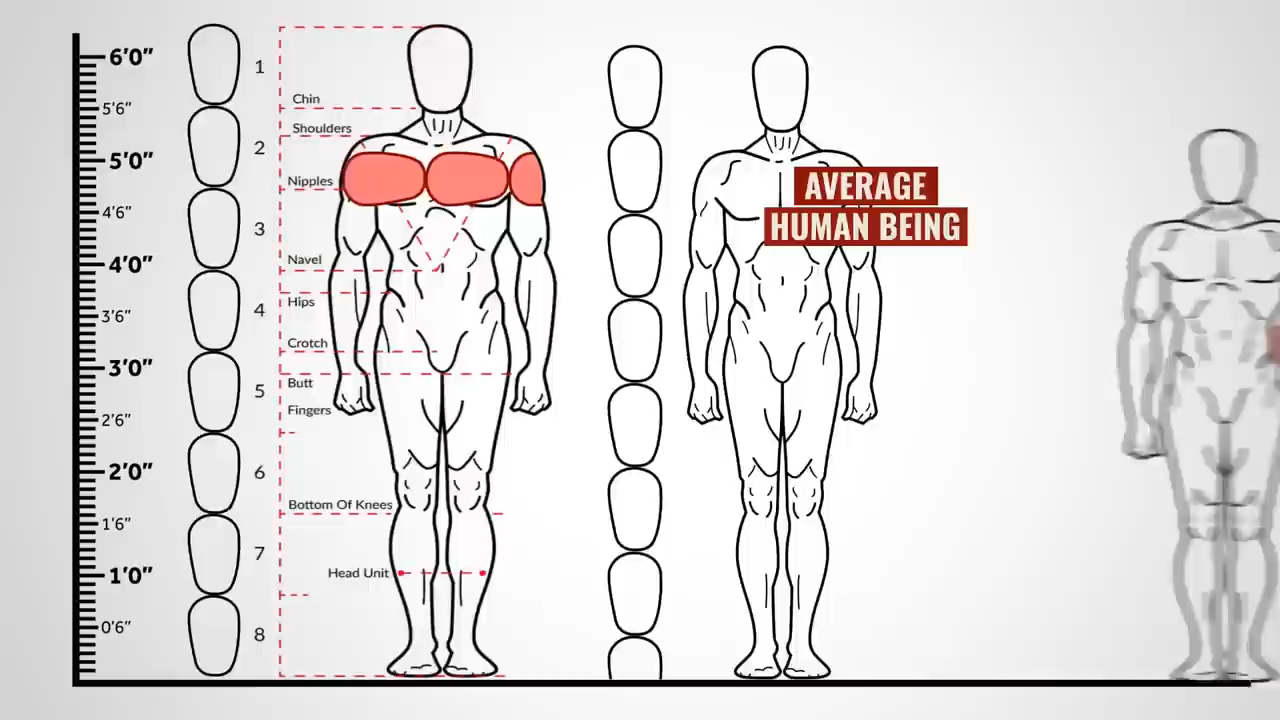 6’0”
5’6”
5’0”
4’6”
4’0”
3’6”
3’0”
2’6”
2’0”
1’6”
1’0”
0’6”
1
2
3
4
5
6
7
8
Chin
Shoulders
Nipples
Navel
Hips
Crotch
Butt
Fingers
Bottom Of Knees
Head Unit
AVERAGE
HUMAN BEING